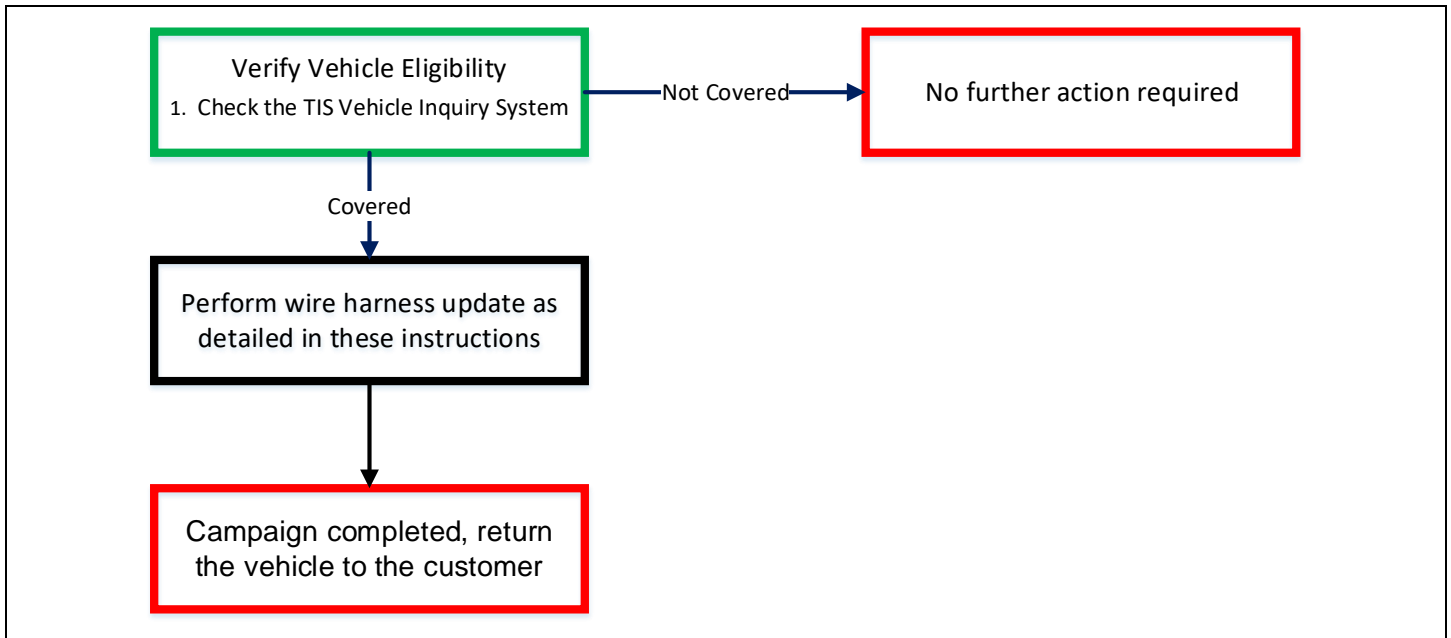 Verify Vehicle Eligibility
1. Check the TIS Vehicle Inquiry System
Not Covered
No further action required
Covered
Perform wire harness update as
detailed in these instructions
Campaign completed, return
the vehicle to the customer